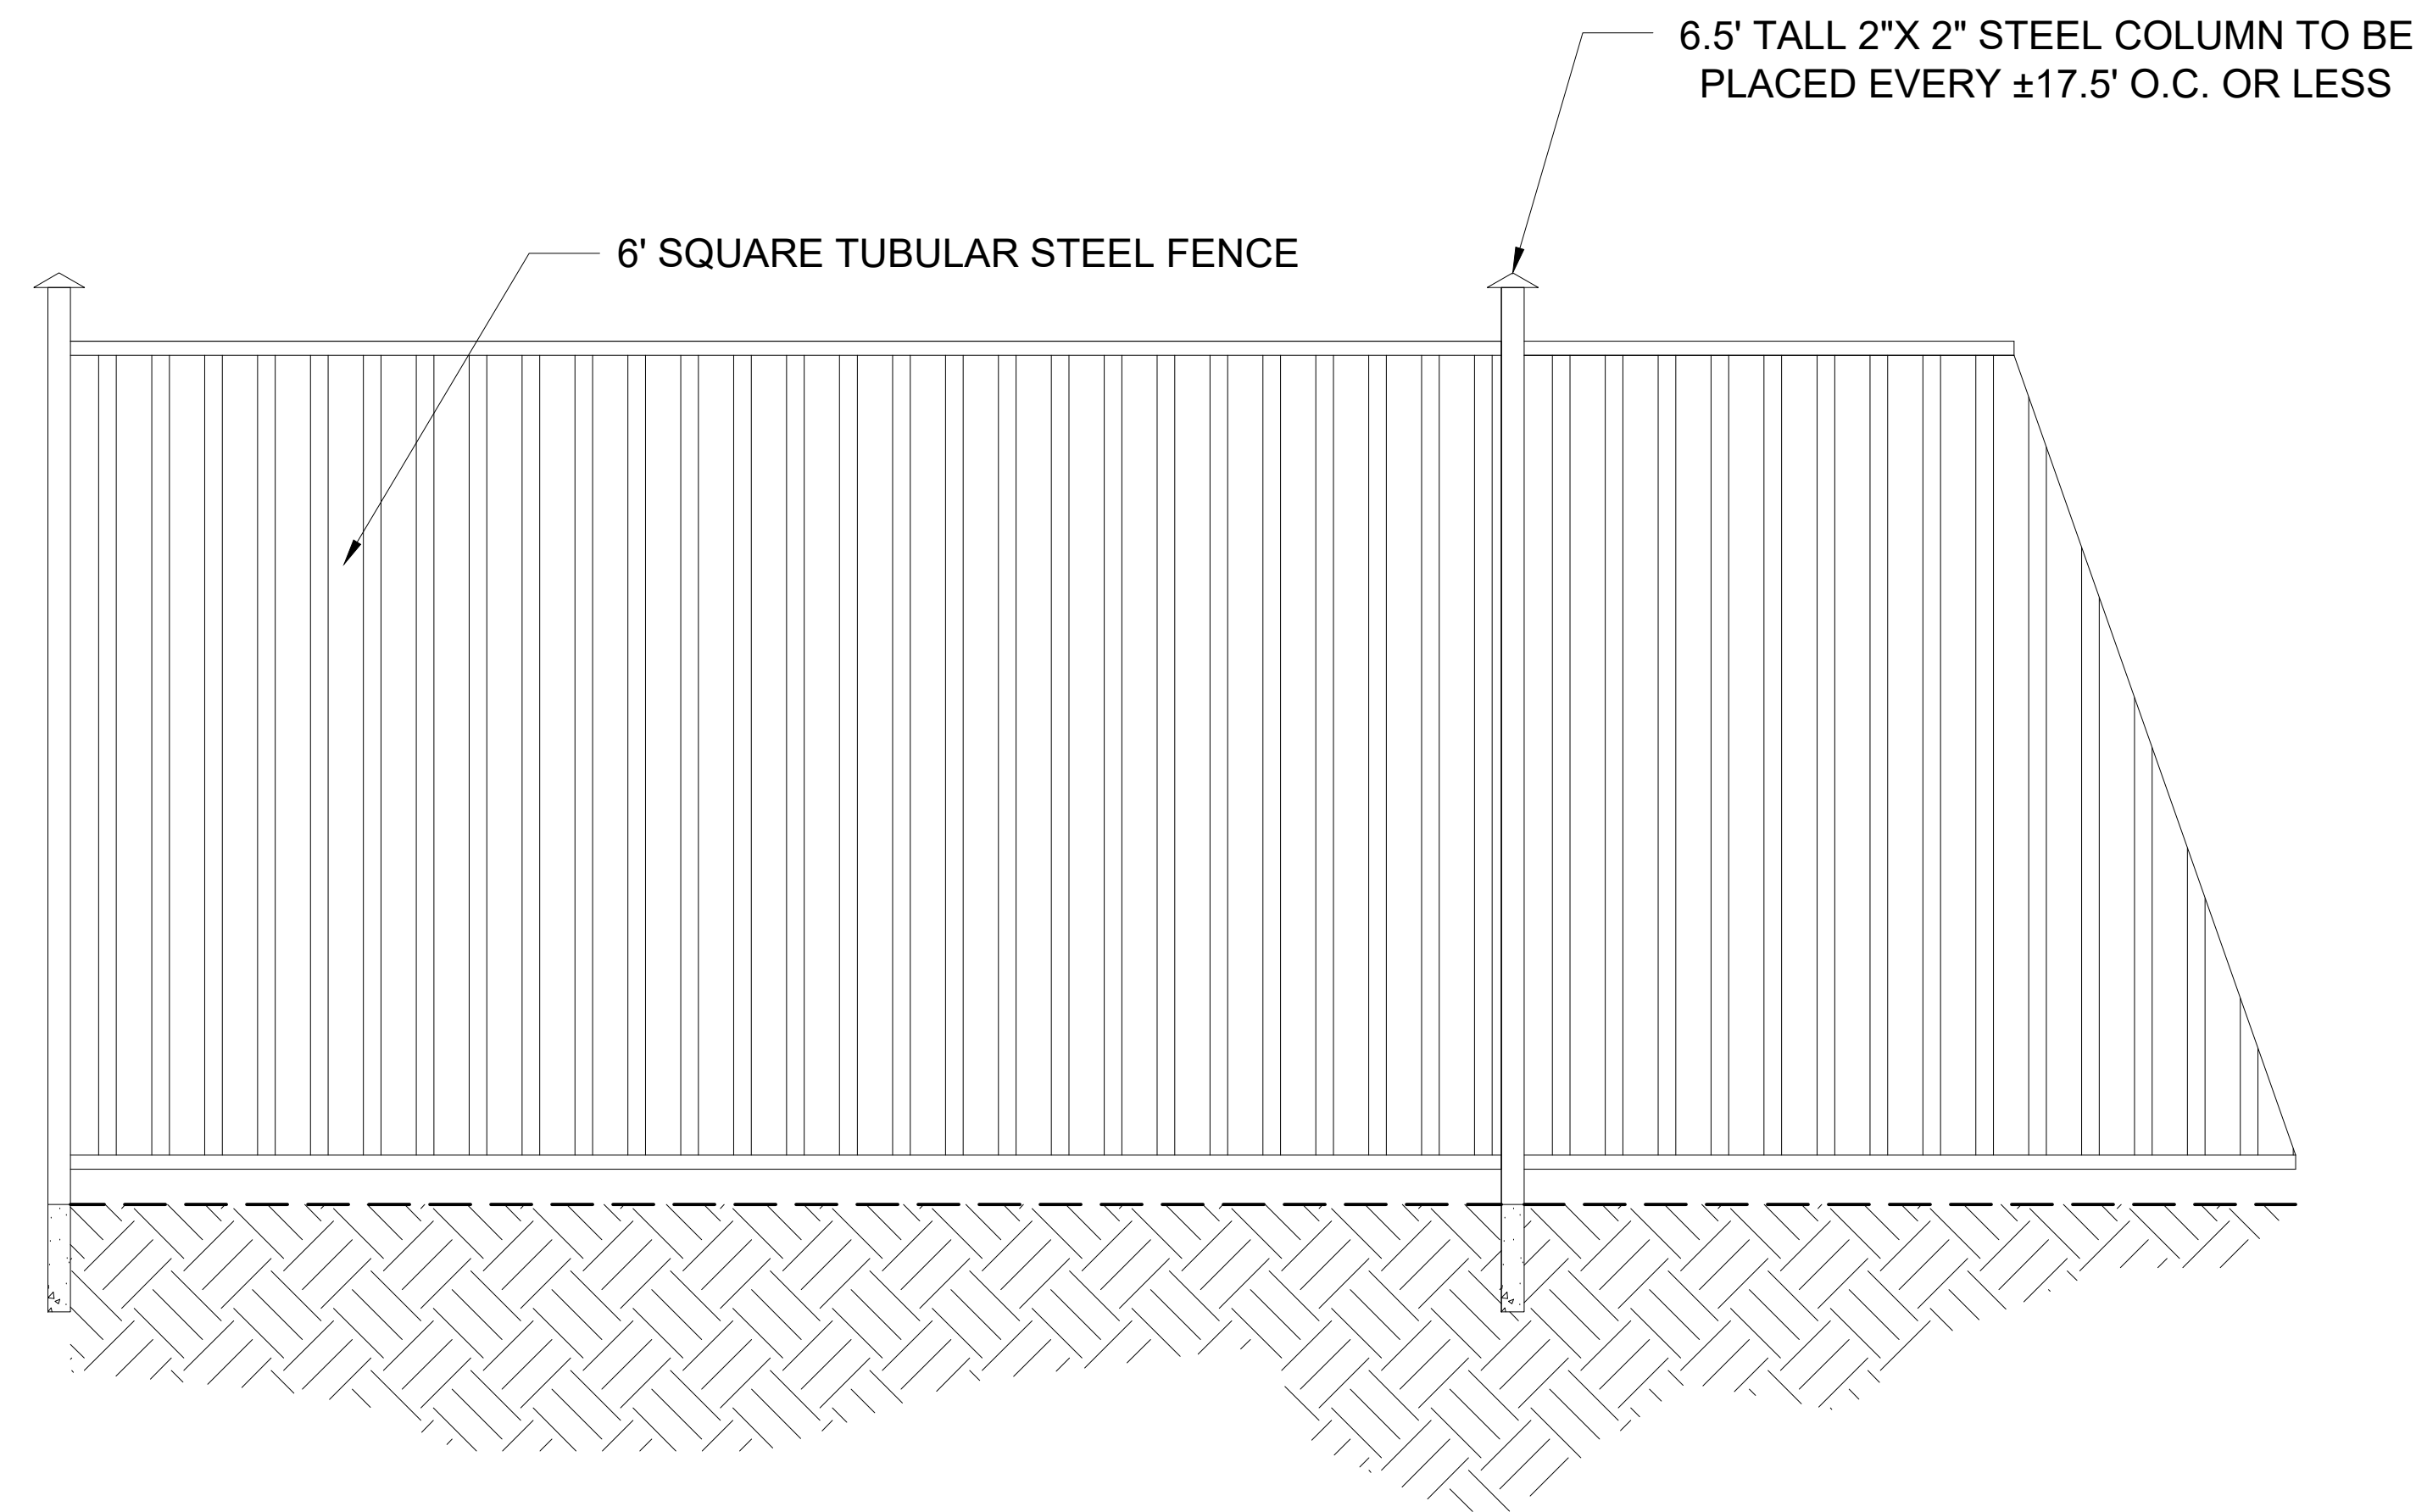 6.5' TALL 2"X 2" STEEL COLUMN TO BE
PLACED EVERY ±17.5' O.C. OR LESS
6' SQUARE TUBULAR STEEL FENCE